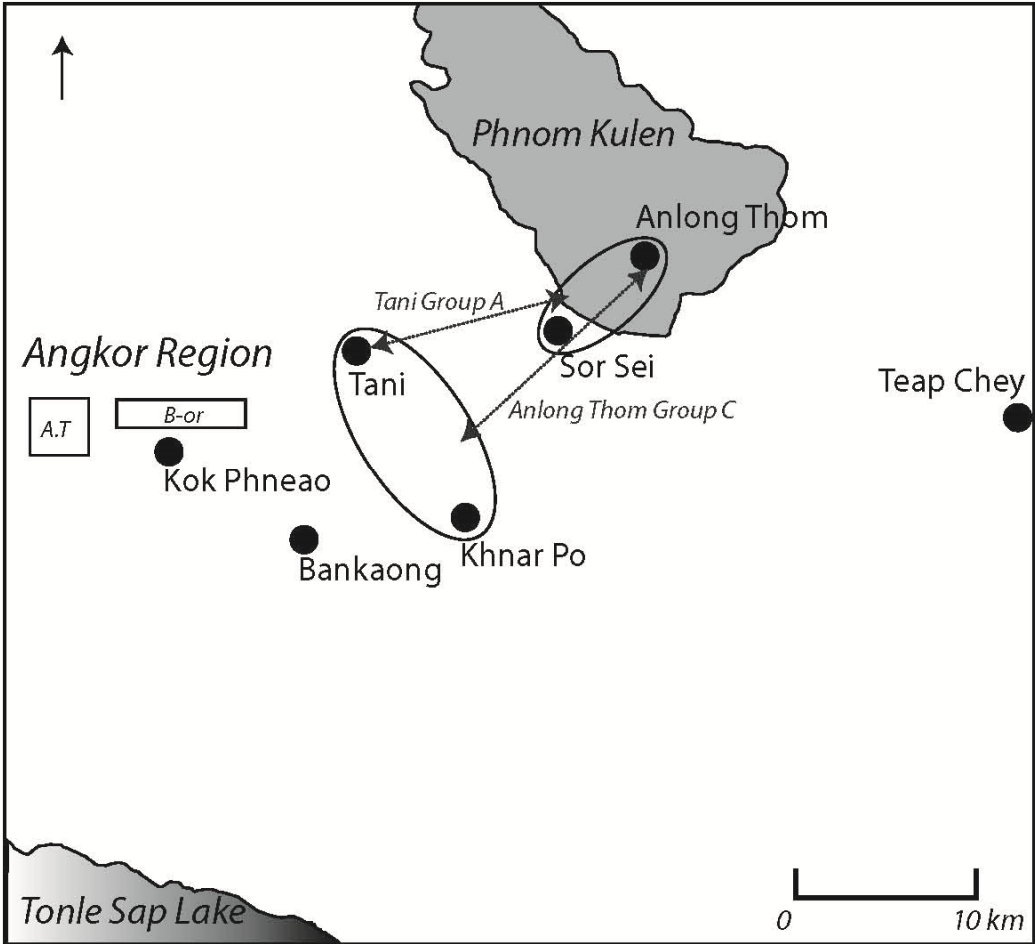 Phnom Kulen
Anlong Thom
Tani Group A
Angkor Region
Sor Sei
Tani
Teap Chey
A.T
B-or
Anlong Thom Group C
Kok Phneao
Khnar Po
Bankaong
Tonle Sap Lake
0 10 km